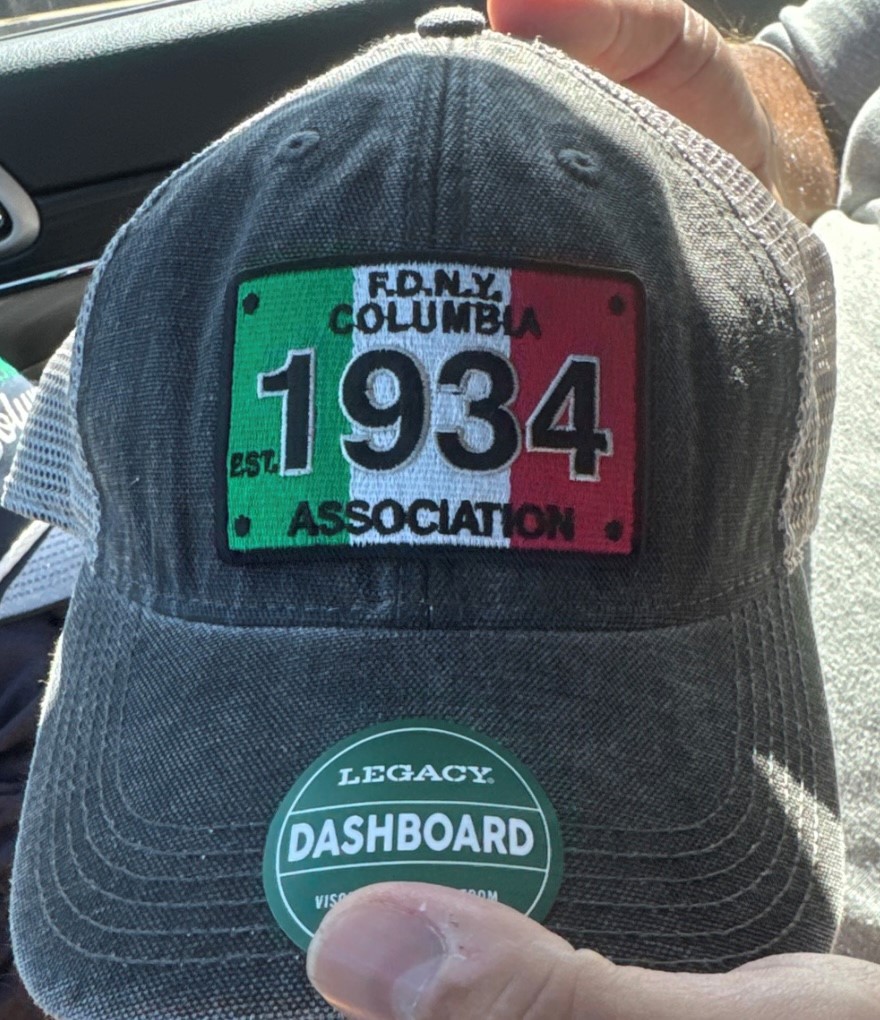 F.D.N.Y.
COLUMBIA
1934
EST.
ASSOCIATION
LEGACY
DASHBOARD